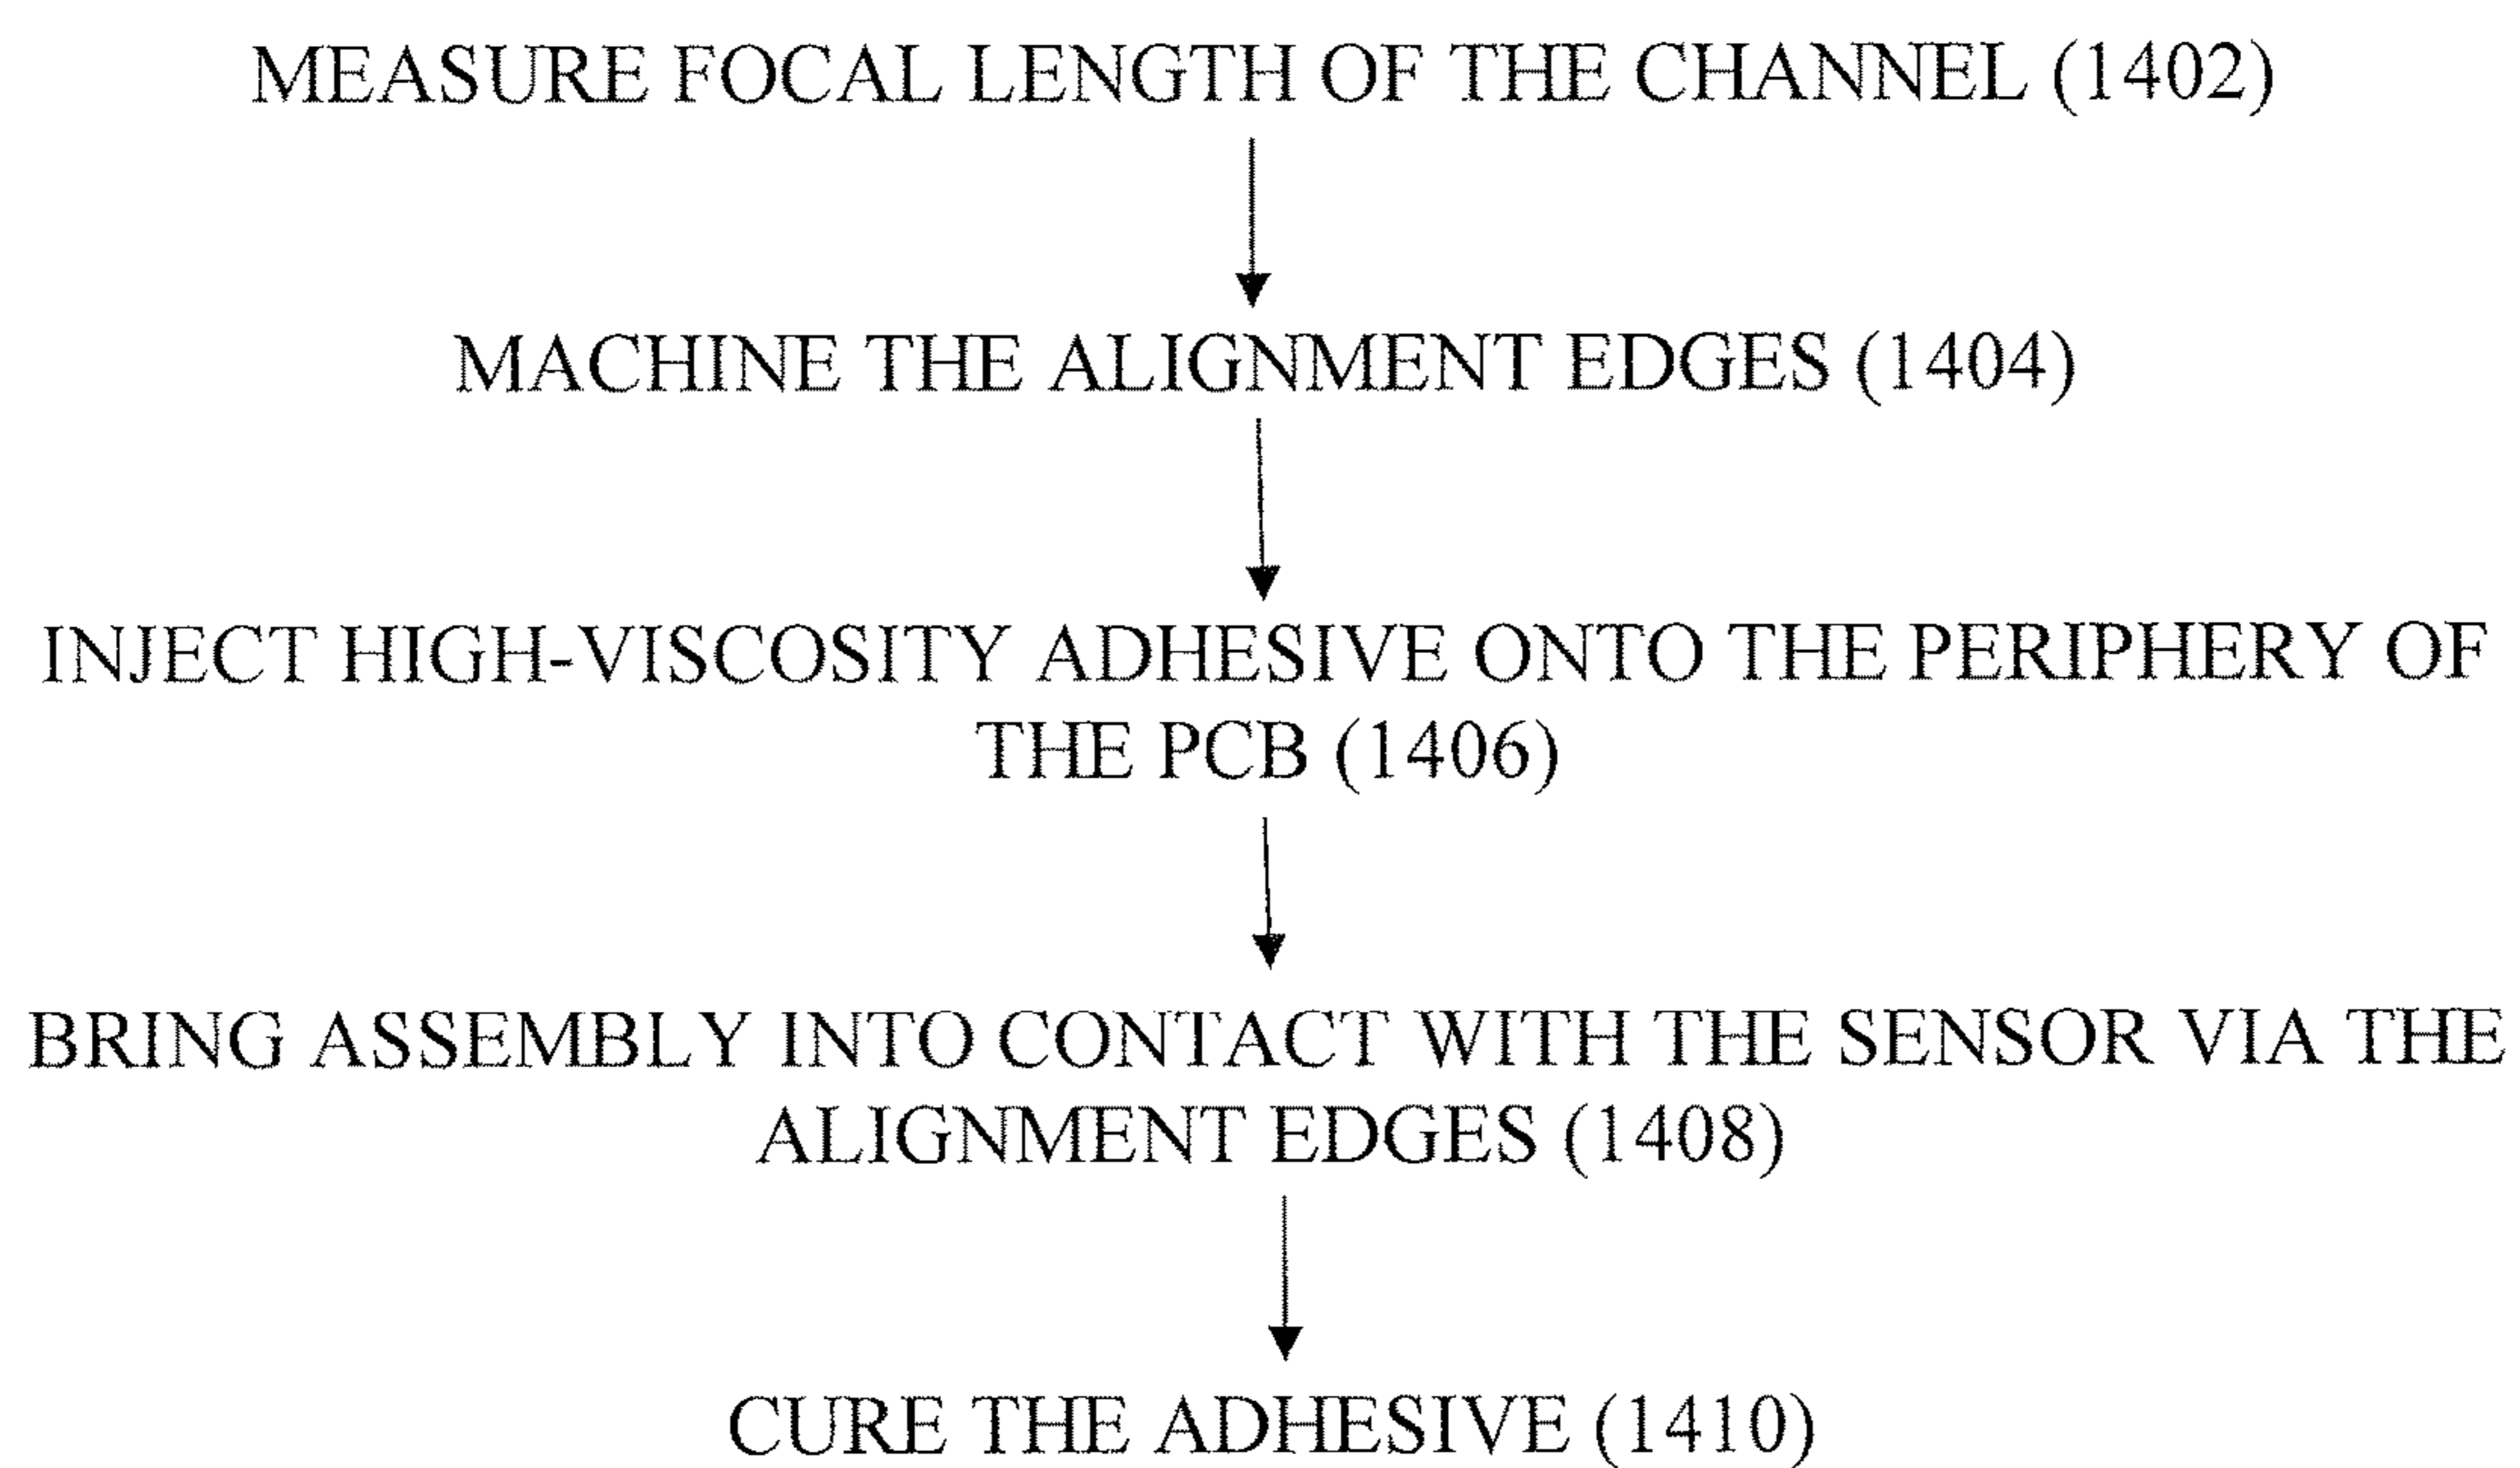 MEASURE FOCAL LENGTH OF THE CHANNEL (1402)
MACHINE THE ALIGNMENT EDGES (1404)
INJECT HIGH-VISCOSITY ADHESIVE ONTO THE PERIPHERY OF
THE PCB (1406)
BRING ASSEMBLY INTO CONTACT WITH THE SENSOR VIA THE
ALIGNMENT EDGES (1408)
CURE THE ADHESIVE (1410)